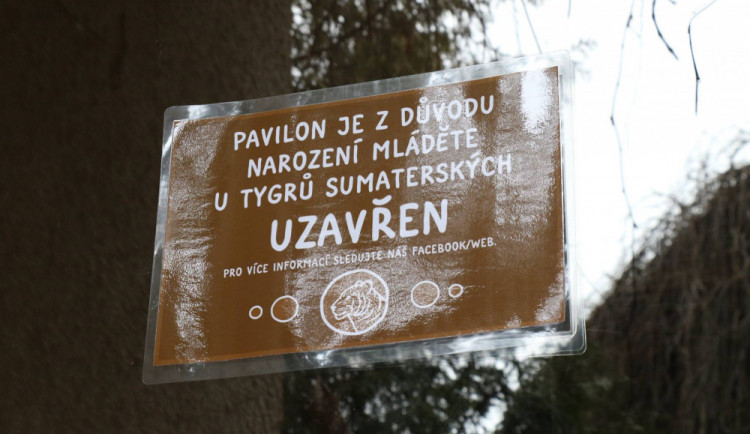 PAVILON JE Z DŮVODU
NAROZENÍ MLÁDĚTE
U TYGRŮ SUMATERSKÝCH
UZAVŘEN
PRO VÍCE INFORMACÍ SLEDUJTE NÁŠ FACEBOOK/WEB.